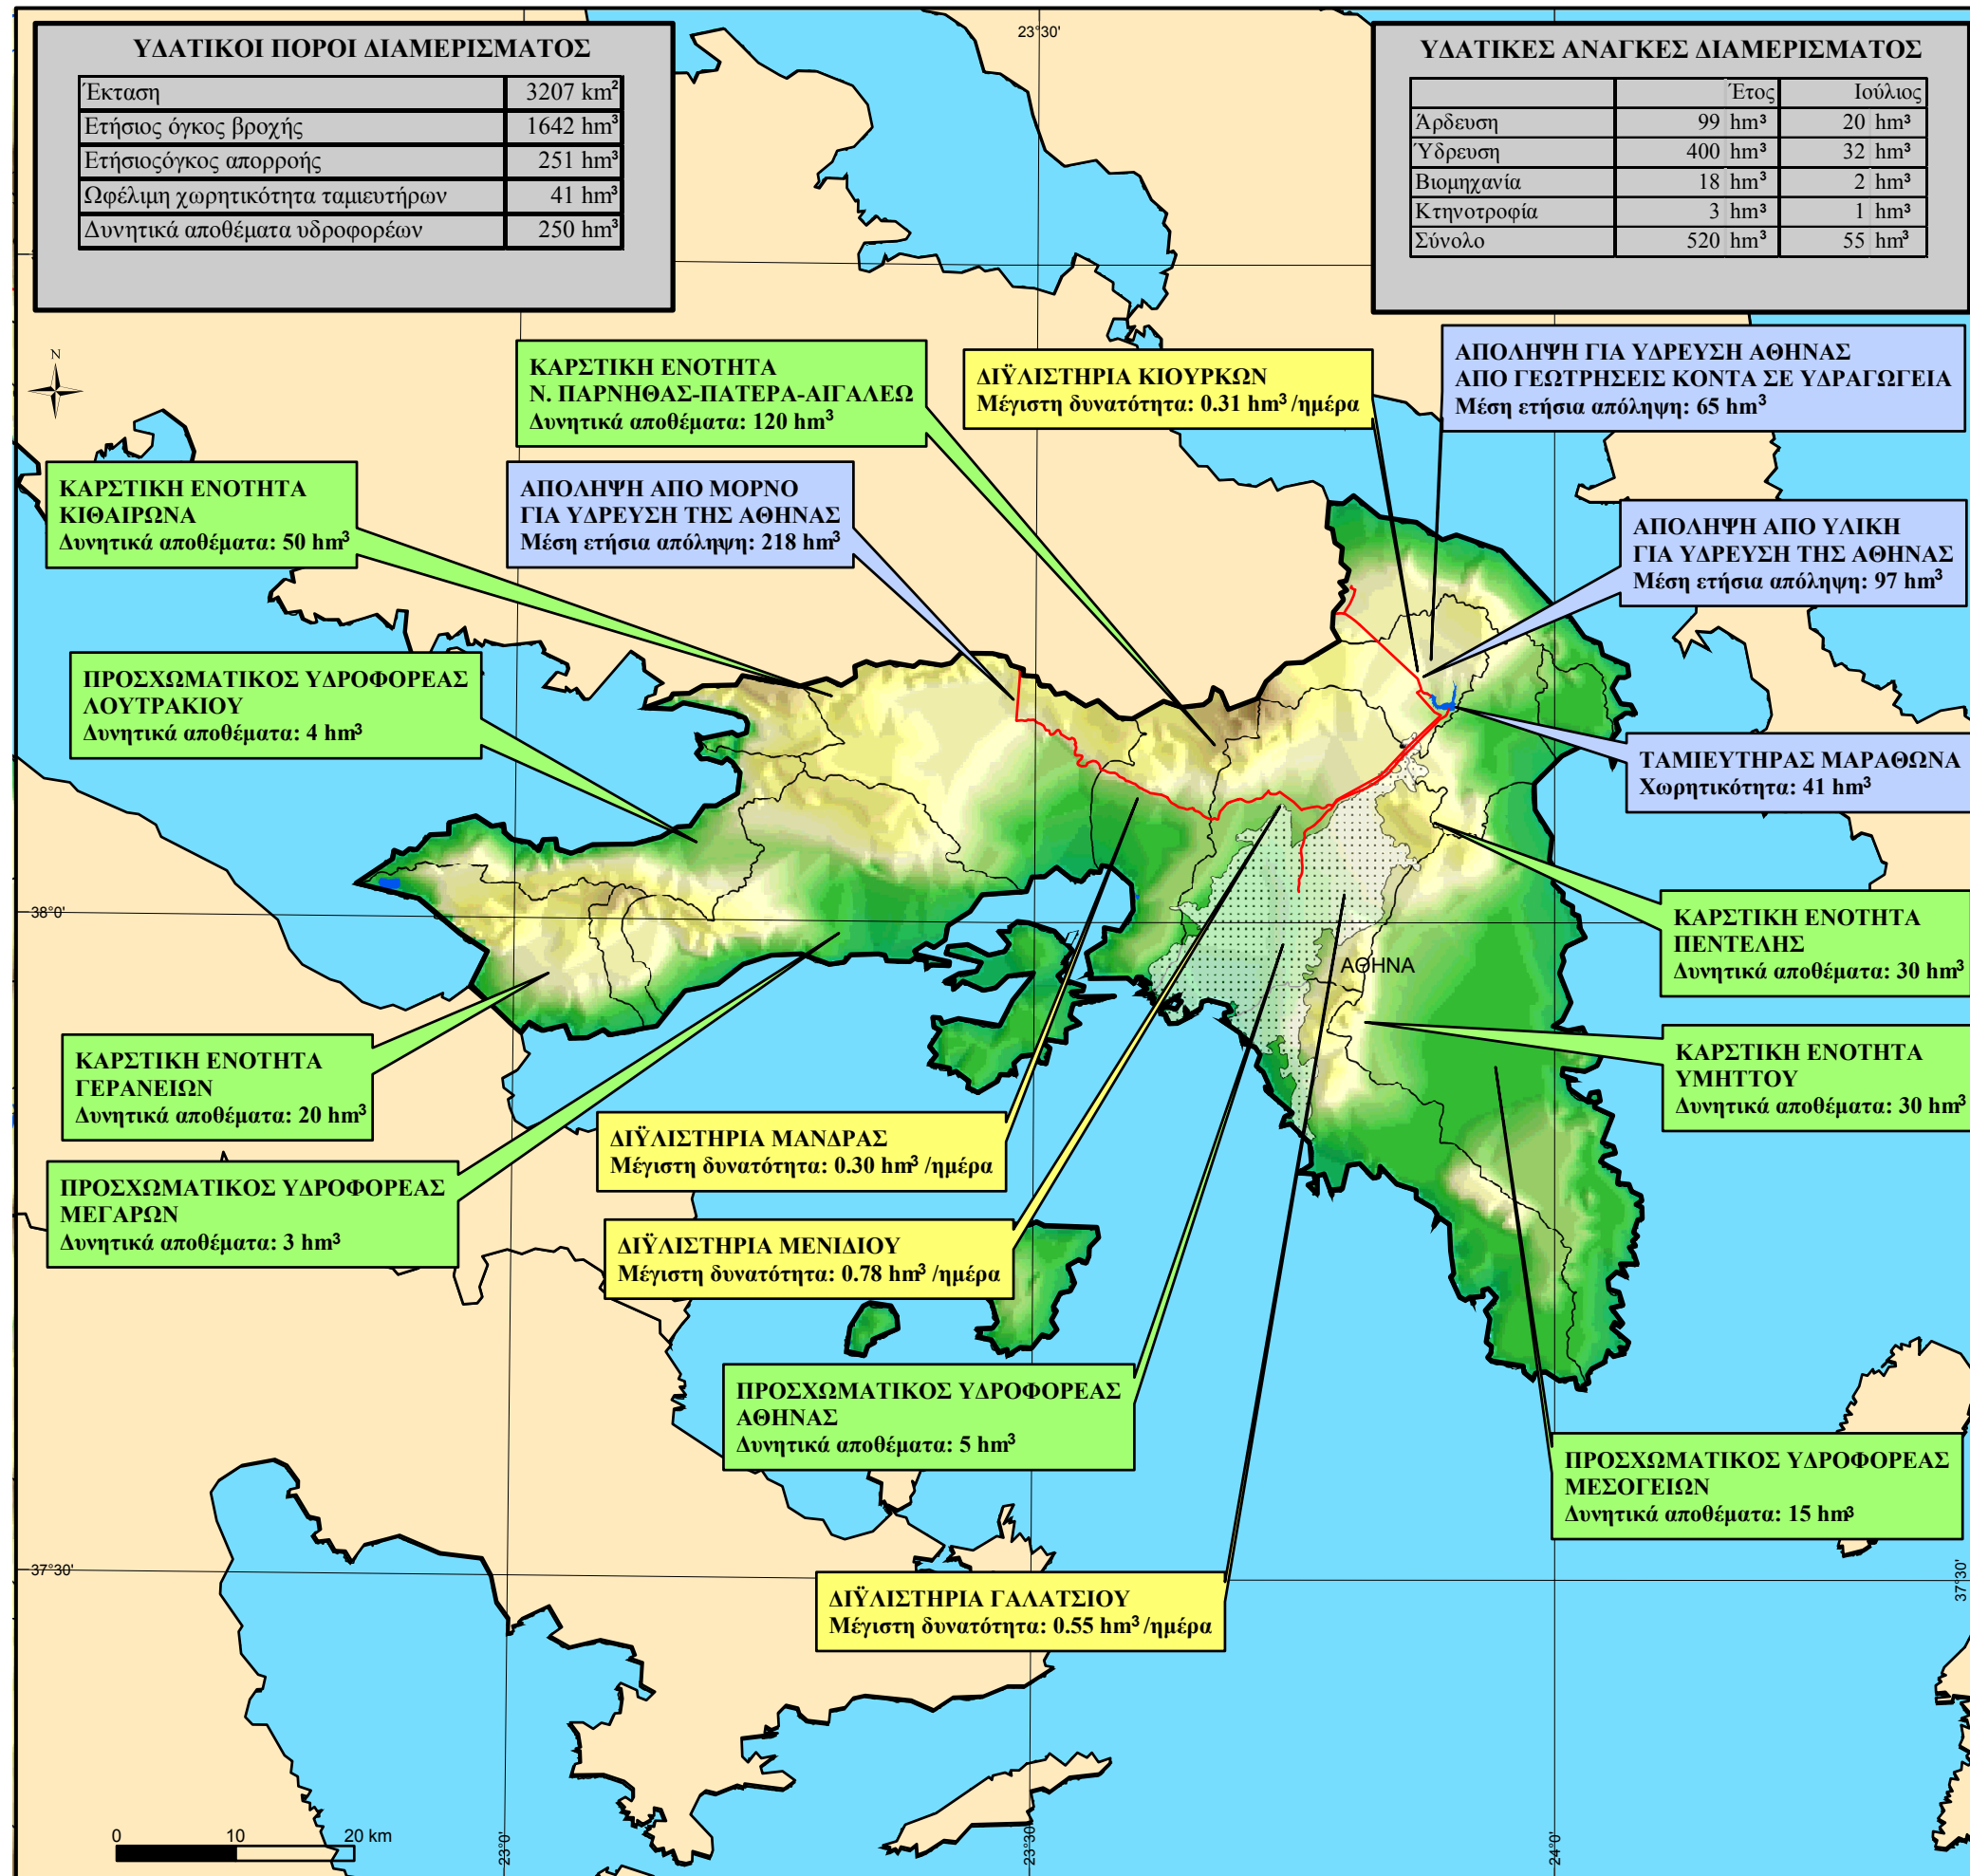 ΥΔΑΤΙΚΟΙ ΠΟΡΟΙ ΔΙΑΜΕΡΙΣΜΑΤΟΣ
Έκταση 3207 km²
Ετήσιος όγκος βροχής 1642 hm³
Ετήσιοςόγκος απορροής 251 hm³
Ωφέλιμη χωρητικότητα ταμιευτήρων 41 hm³
Δυνητικά αποθέματα υδροφορέων 250 hm³
23°30'
ΥΔΑΤΙΚΕΣ ΑΝΑΓΚΕΣ ΔΙΑΜΕΡΙΣΜΑΤΟΣ
Έτος Ιούλιος
Άρδευση 99 hm³ 20 hm³
Ύδρευση 400 hm³ 32 hm³
Βιομηχανία 18 hm³ 2 hm³
Κτηνοτροφία 3 hm³ 1 hm³
Σύνολο 520 hm³ 55 hm³
N
ΚΑΡΣΤΙΚΗ ΕΝΟΤΗΤΑ
Ν. ΠΑΡΝΗΘΑΣ-ΠΑΤΕΡΑ-ΑΙΓΑΛΕΩ
Δυνητικά αποθέματα: 120 hm³
ΔΙΫΛΙΣΤΗΡΙΑ ΚΙΟΥΡΚΩΝ
Μέγιστη δυνατότητα: 0.31 hm³ /ημέρα
ΑΠΟΛΗΨΗ ΓΙΑ ΥΔΡΕΥΣΗ ΑΘΗΝΑΣ
ΑΠΟ ΓΕΩΤΡΗΣΕΙΣ ΚΟΝΤΑ ΣΕ ΥΔΡΑΓΩΓΕΙΑ
Μέση ετήσια απόληψη: 65 hm³
ΚΑΡΣΤΙΚΗ ΕΝΟΤΗΤΑ
ΚΙΘΑΙΡΩΝΑ
Δυνητικά αποθέματα: 50 hm³
ΑΠΟΛΗΨΗ ΑΠΟ ΜΟΡΝΟ
ΓΙΑ ΥΔΡΕΥΣΗ ΤΗΣ ΑΘΗΝΑΣ
Μέση ετήσια απόληψη: 218 hm³
ΑΠΟΛΗΨΗ ΑΠΟ ΥΛΙΚΗ
ΓΙΑ ΥΔΡΕΥΣΗ ΤΗΣ ΑΘΗΝΑΣ
Μέση ετήσια απόληψη: 97 hm³
ΠΡΟΣΧΩΜΑΤΙΚΟΣ ΥΔΡΟΦΟΡΕΑΣ
ΛΟΥΤΡΑΚΙΟΥ
Δυνητικά αποθέματα: 4 hm³
ΤΑΜΙΕΥΤΗΡΑΣ ΜΑΡΑΘΩΝΑ
Χωρητικότητα: 41 hm³
38°0'
ΚΑΡΣΤΙΚΗ ΕΝΟΤΗΤΑ
ΠΕΝΤΕΛΗΣ
Δυνητικά αποθέματα: 30 hm³
ΑΘΗΝΑ
ΚΑΡΣΤΙΚΗ ΕΝΟΤΗΤΑ
ΓΕΡΑΝΕΙΩΝ
Δυνητικά αποθέματα: 20 hm³
ΚΑΡΣΤΙΚΗ ΕΝΟΤΗΤΑ
ΥΜΗΤΤΟΥ
Δυνητικά αποθέματα: 30 hm³
ΔΙΫΛΙΣΤΗΡΙΑ ΜΑΝΔΡΑΣ
Μέγιστη δυνατότητα: 0.30 hm³ /ημέρα
ΠΡΟΣΧΩΜΑΤΙΚΟΣ ΥΔΡΟΦΟΡΕΑΣ
ΜΕΓΑΡΩΝ
Δυνητικά αποθέματα: 3 hm³
ΔΙΫΛΙΣΤΗΡΙΑ ΜΕΝΙΔΙΟΥ
Μέγιστη δυνατότητα: 0.78 hm³ /ημέρα
ΠΡΟΣΧΩΜΑΤΙΚΟΣ ΥΔΡΟΦΟΡΕΑΣ
ΑΘΗΝΑΣ
Δυνητικά αποθέματα: 5 hm³
ΠΡΟΣΧΩΜΑΤΙΚΟΣ ΥΔΡΟΦΟΡΕΑΣ
ΜΕΣΟΓΕΙΩΝ
Δυνητικά αποθέματα: 15 hm³
37°30'
37°30'
ΔΙΫΛΙΣΤΗΡΙΑ ΓΑΛΑΤΣΙΟΥ
Μέγιστη δυνατότητα: 0.55 hm³ /ημέρα
0 10 20 km
23°0'
23°30'
24°0'